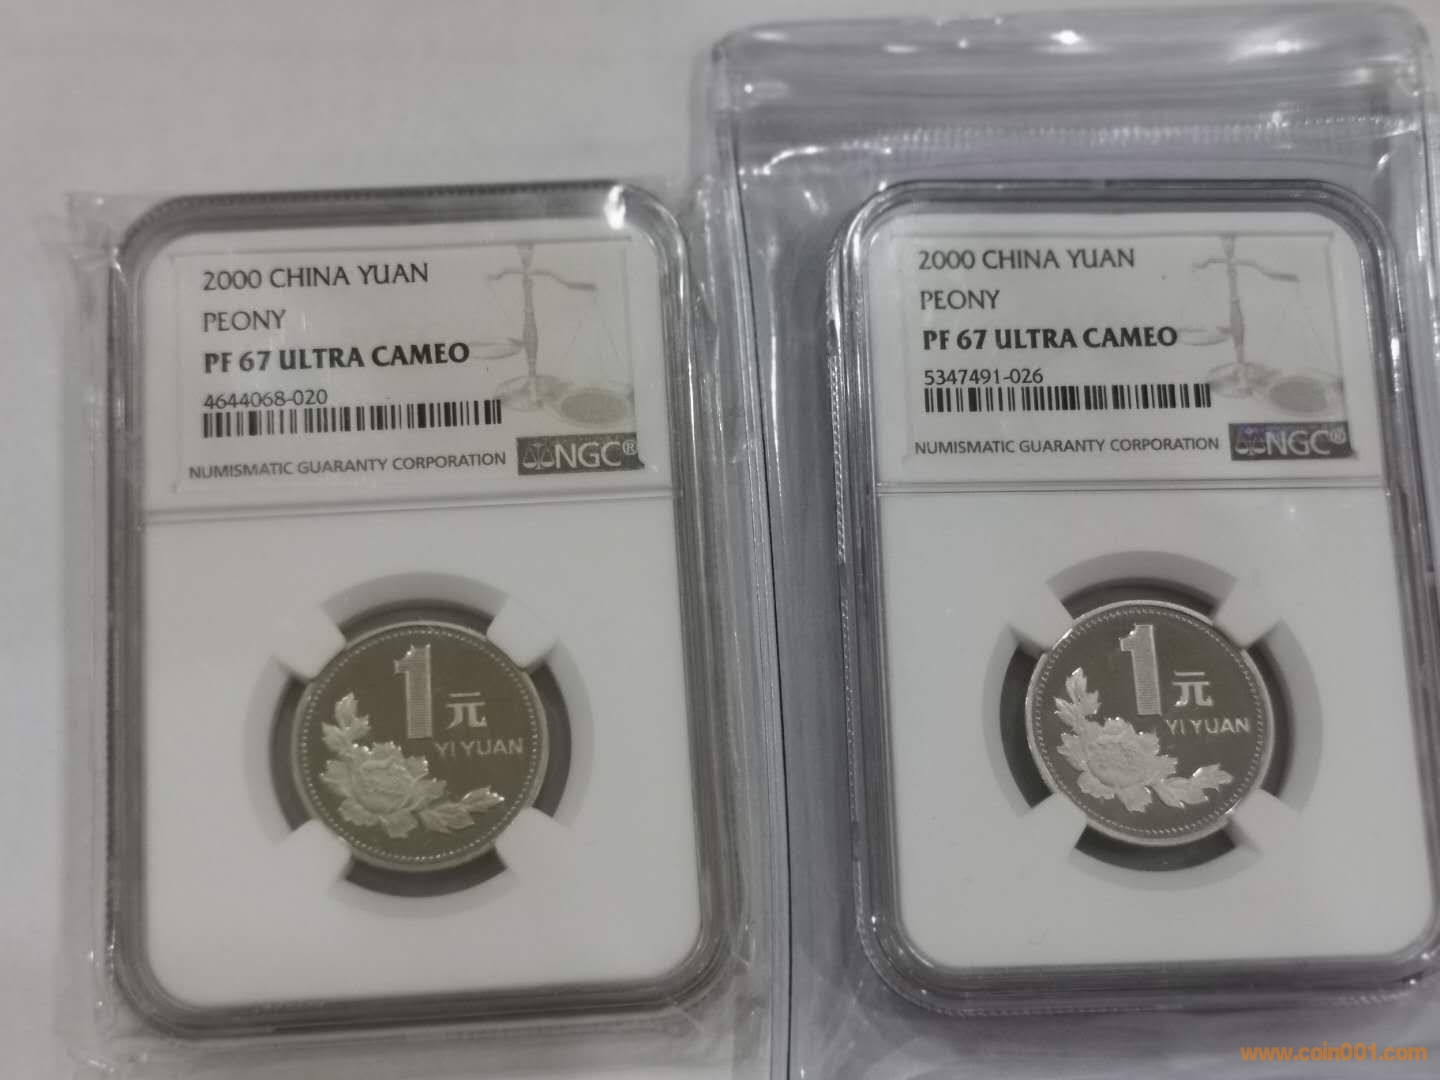 2000 CHINA YUAN
PEONY
PF 67 ULTRA CAMEO
4644068-020
NUMISMATIC GUARANTY CORPORATION
NGC®
1
元
YI YUAN
2000 CHINA YUAN
PEONY
PF 67 ULTRA CAMEO
5347491-026
NUMISMATIC GUARANTY CORPORATION
NGC®
1
元
YI YUAN
www.coin001.com